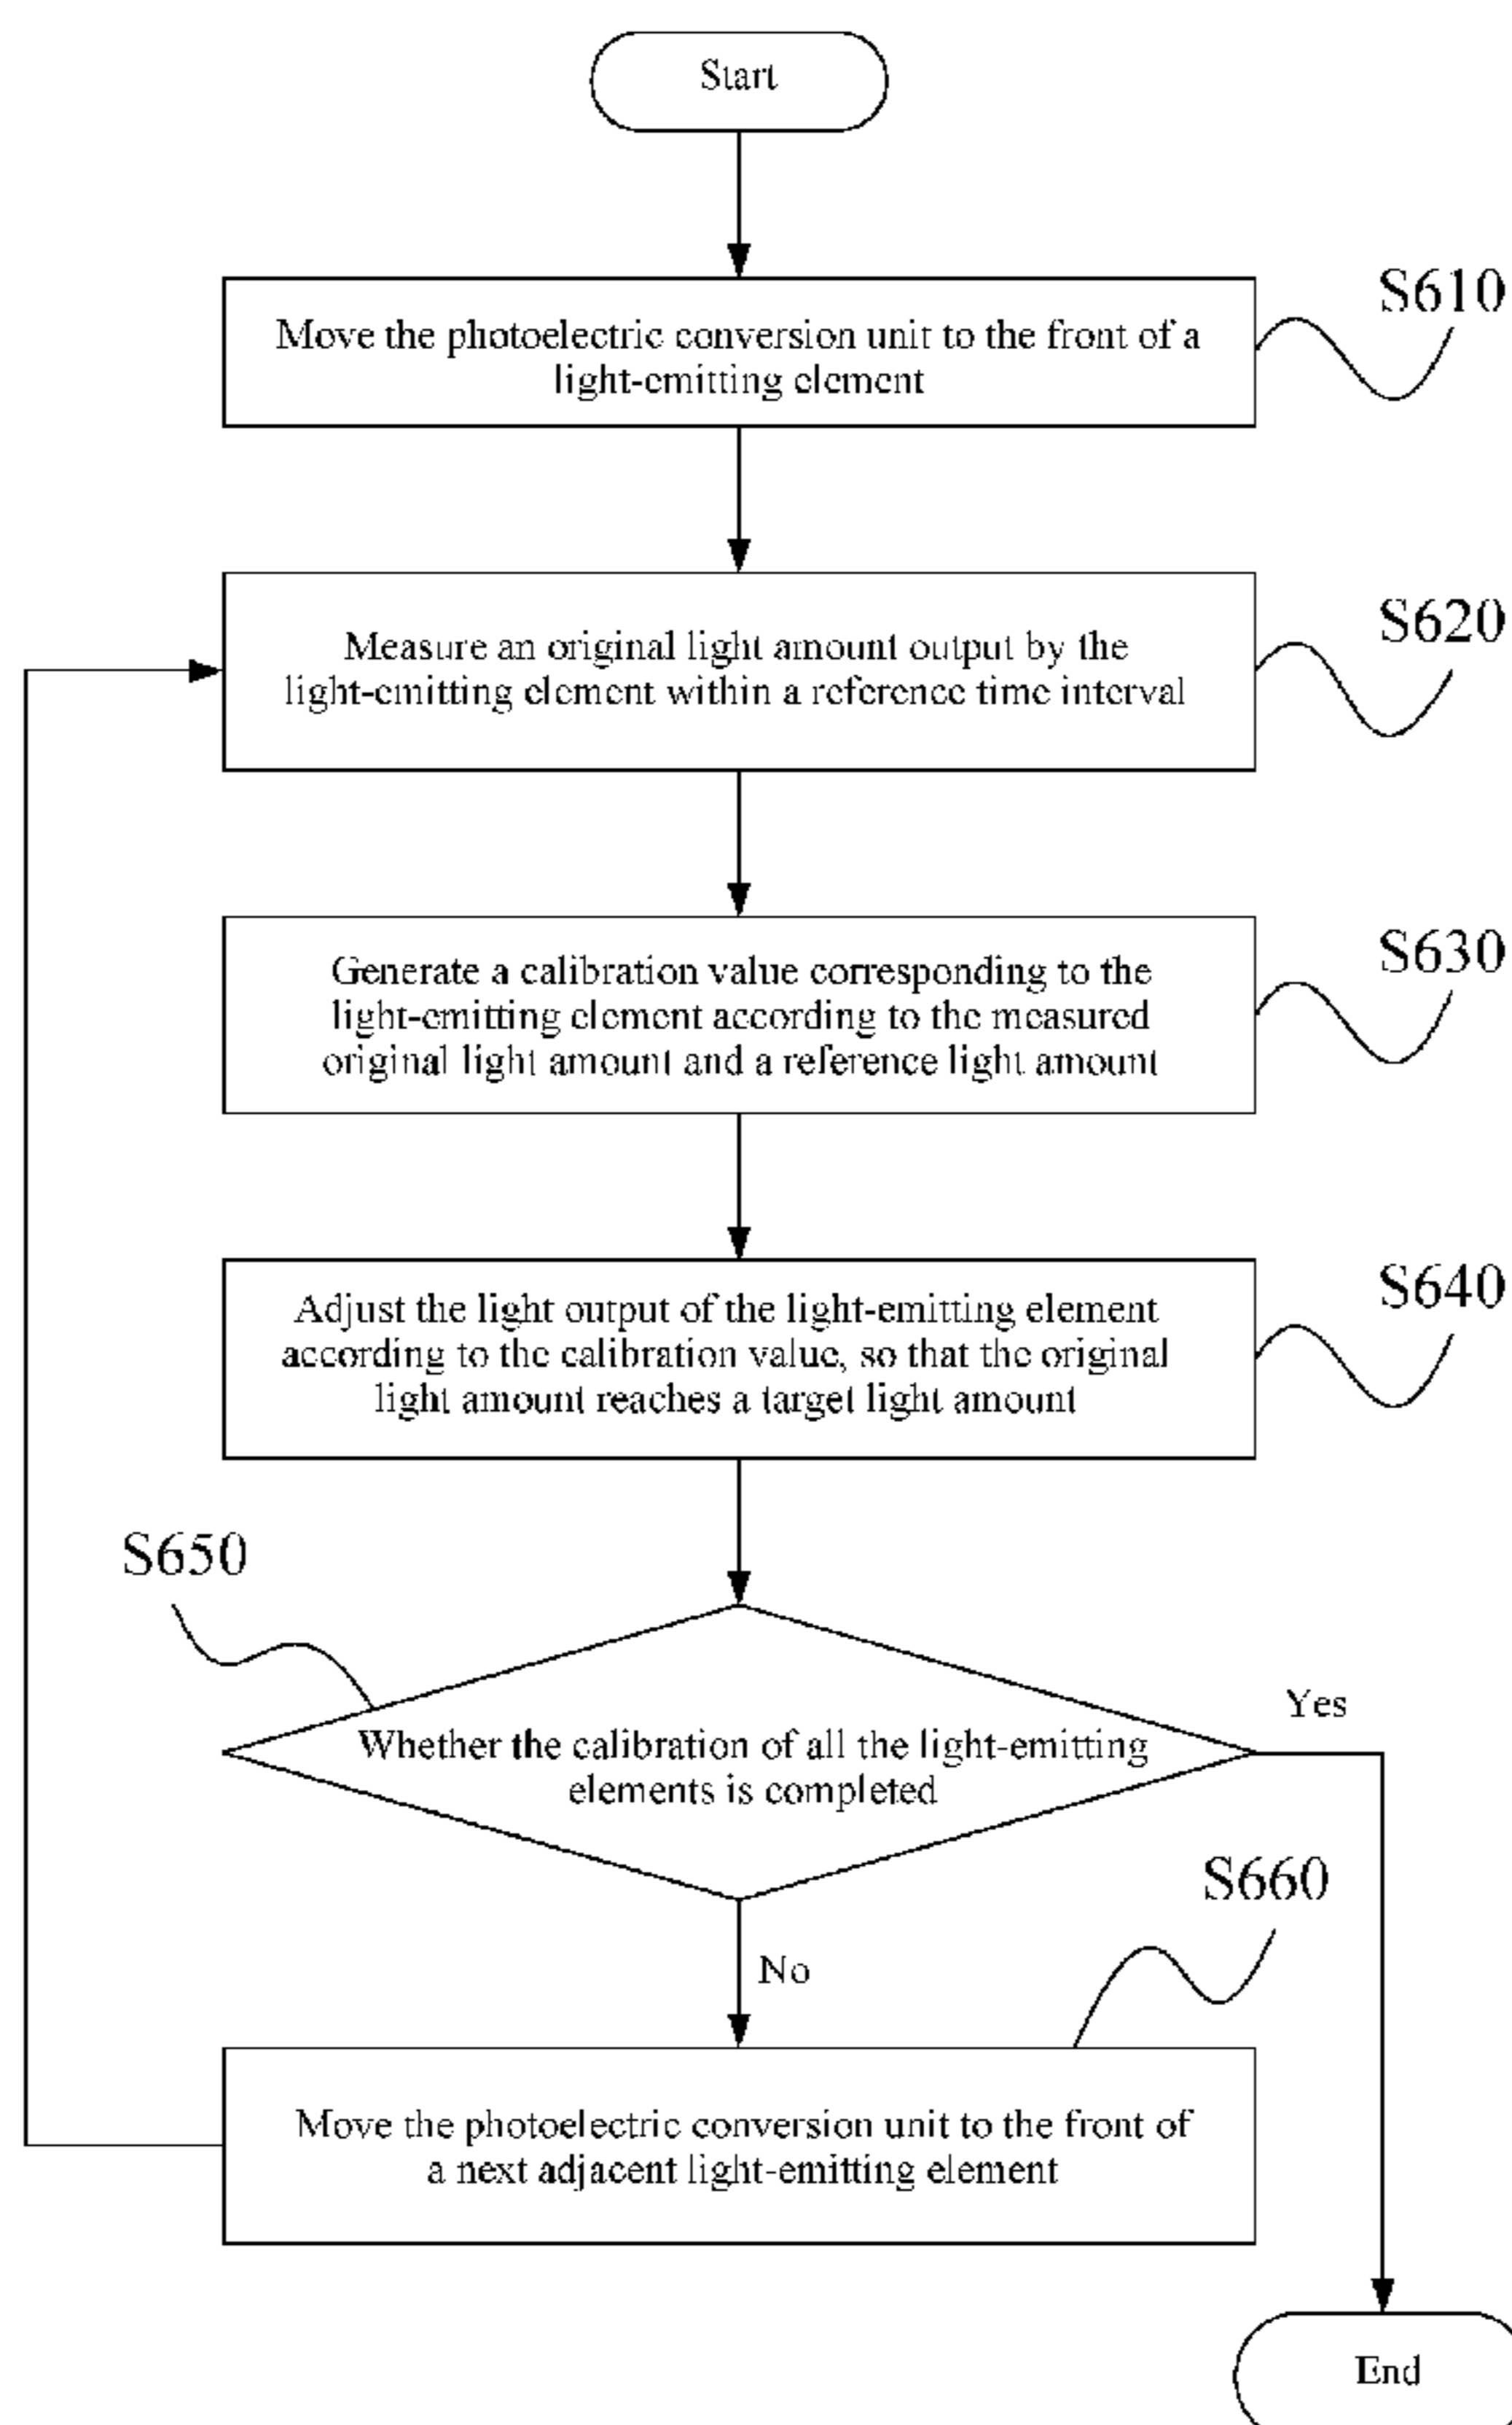 Start
Move the photoelectric conversion unit to the front of a
light-emitting element
S610
Measure an original light amount output by the
light-emitting element within a reference time interval
S620
Generate a calibration value corresponding to the
light-emitting element according to the measured
original light amount and a reference light amount
S630
Adjust the light output of the light-emitting element
according to the calibration value, so that the original
light amount reaches a target light amount
S640
S650
Whether the calibration of all the light-emitting
elements is completed
Yes
No
S660
Move the photoelectric conversion unit to the front of
a next adjacent light-emitting element
End